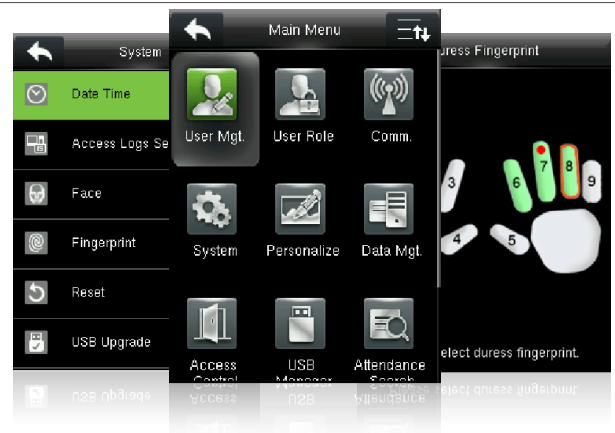 System
Date Time
Access Logs Se
Face
Fingerprint
Reset
USB Upgrade
Main Menu
User Mgt.
User Role
Comm.
System
Personalize
Data Mgt.
Access
Control
USB
Manager
Attendance
Search
uress Fingerprint
3
4
5
6
7
8
9
elect duress fingerprint.